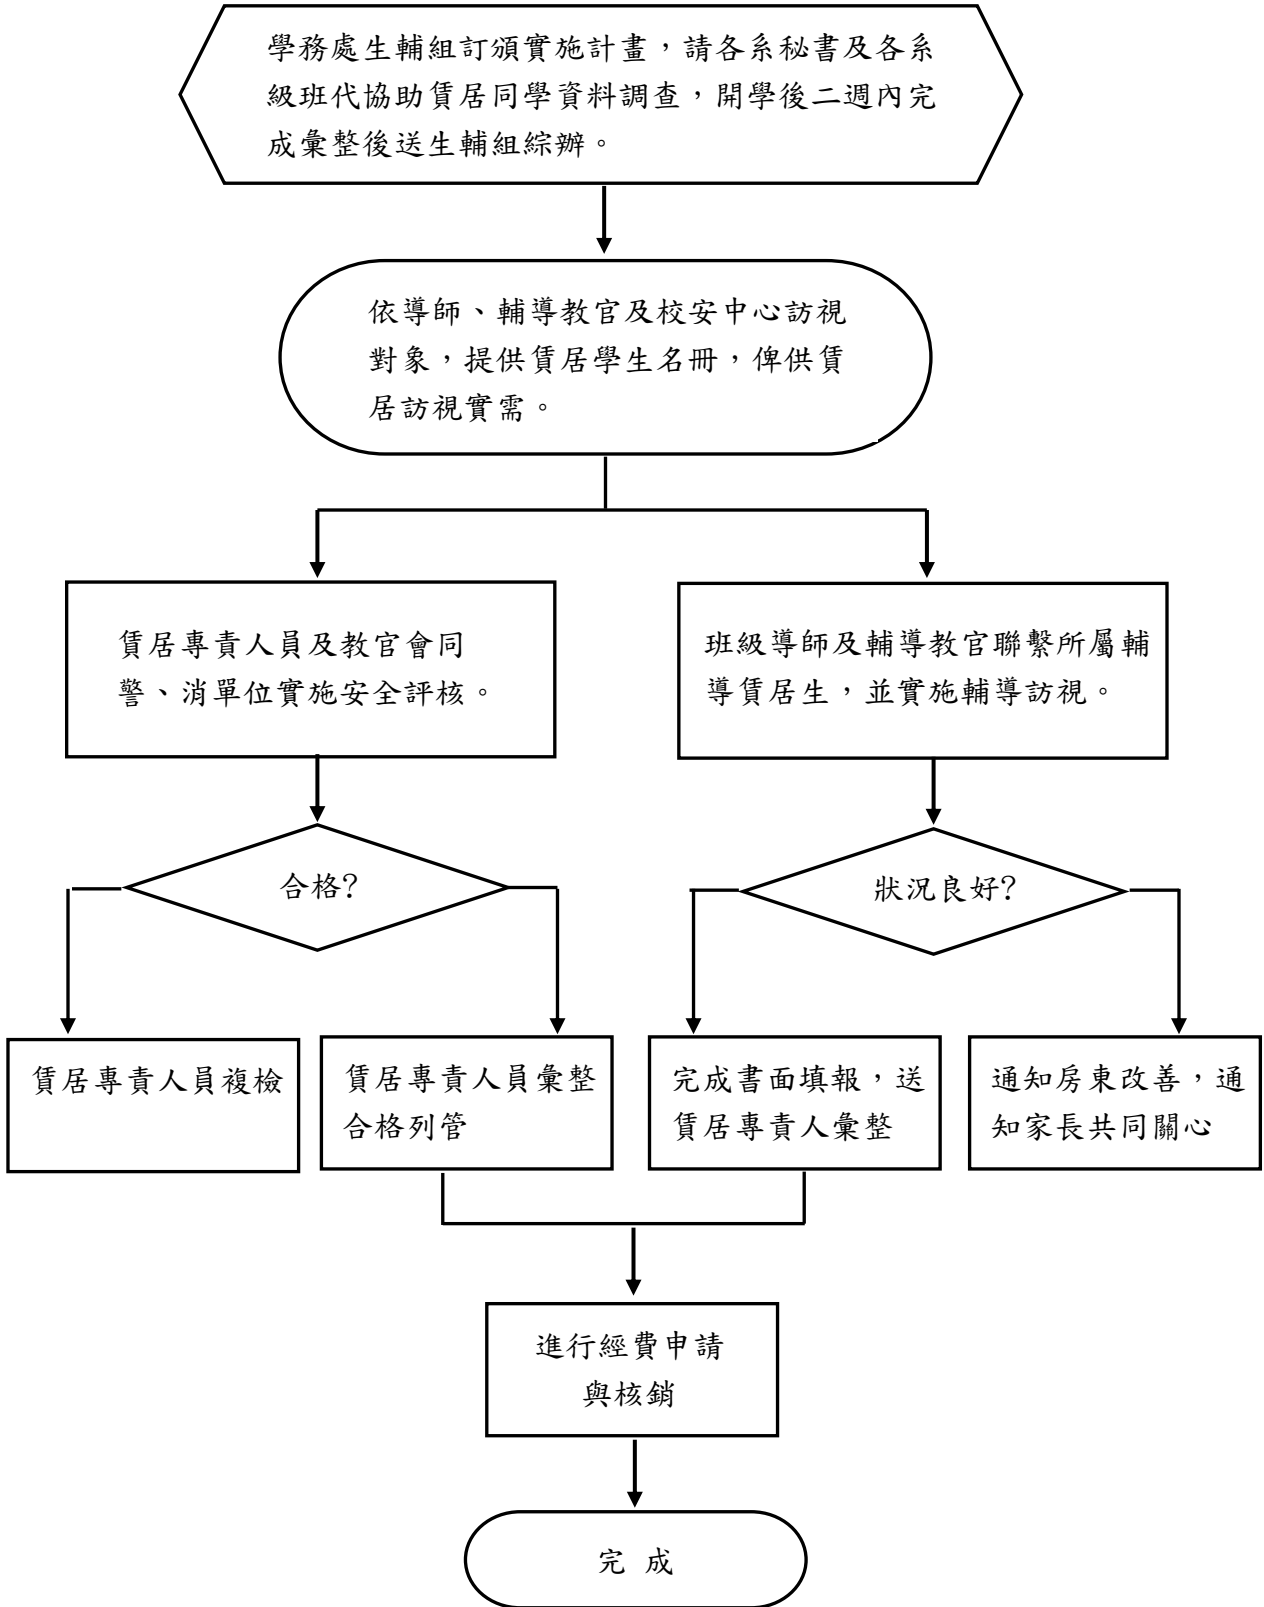 學務處生輔組訂頒實施計畫，請各系秘書及各系
級班代協助賃居同學資料調查，開學後二週內完
成彙整後送生輔組綜辦。
依導師、輔導教官及校安中心訪視
對象，提供賃居學生名冊，俾供賃
居訪視實需。
賃居專責人員及教官會同
警、消單位實施安全評核。
班級導師及輔導教官聯繫所屬輔
導賃居生，並實施輔導訪視。
合格?
狀況良好?
賃居專責人員複檢
賃居專責人員彙整
合格列管
完成書面填報，送
賃居專責人彙整
通知房東改善，通
知家長共同關心
進行經費申請
與核銷
完 成